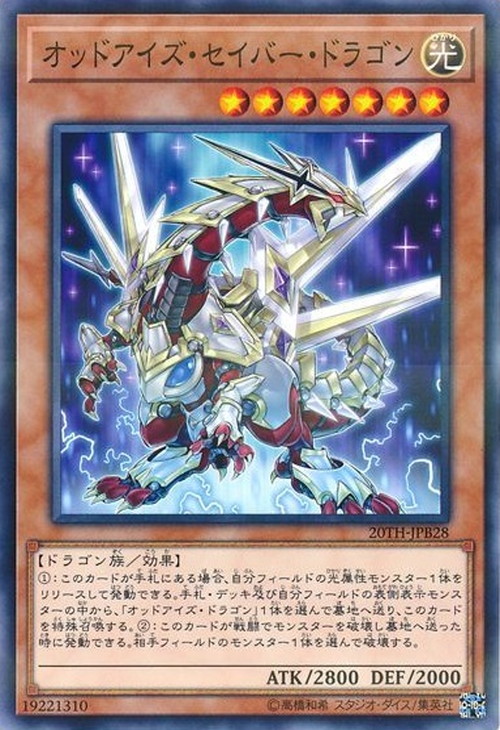 オッドアイズ・セイバー・ドラゴン
光
20TH-JPB28
【ドラゴン族／効果】
①：このカードが手札にある場合、自分フィールドの光属性モンスター１体を
リリースして発動できる。手札・デッキ及び自分フィールドの表側表示モンス
ターの中から、「オッドアイズ・ドラゴン」１体を選んで墓地へ送り、このカード
を特殊召喚する。②：このカードが戦闘でモンスターを破壊し墓地へ送った
時に発動できる。相手フィールドのモンスター１体を選んで破壊する。
ATK/2800 DEF/2000
19221310
©高橋和希 スタジオ・ダイス/集英社